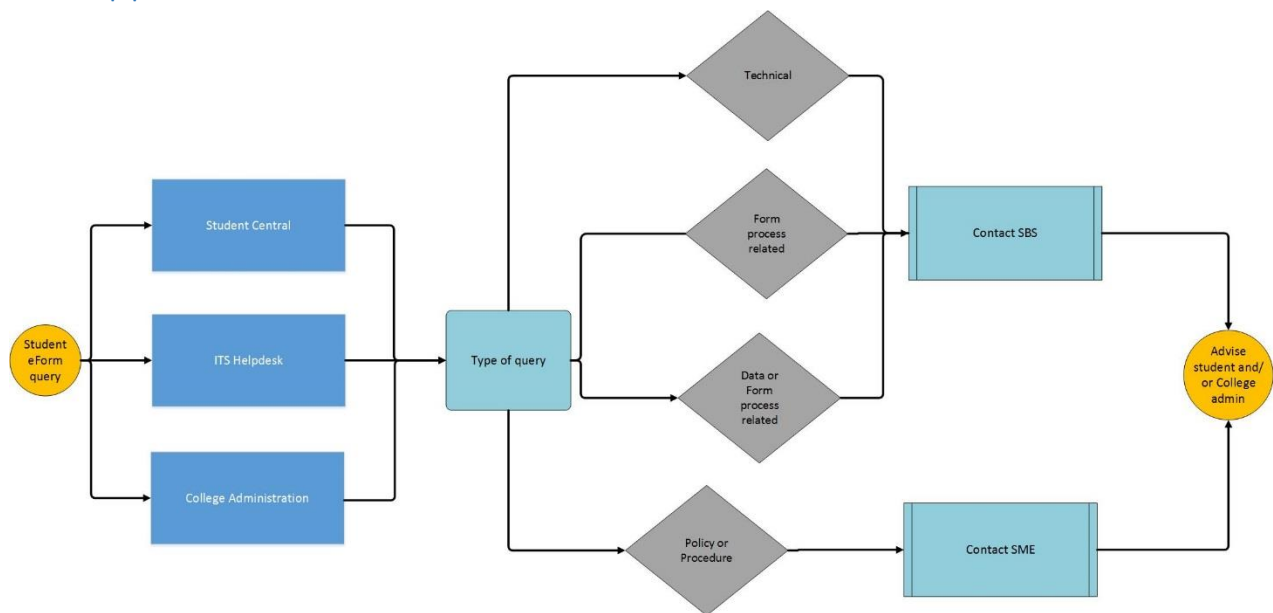 Technical
Student Central
Form
process
related
Contact SBS
Student
eForm
query
ITS Helpdesk
Type of query
Data or
Form
process
related
Advise
student and/
or College
admin
College Administration
Policy or
Procedure
Contact SME